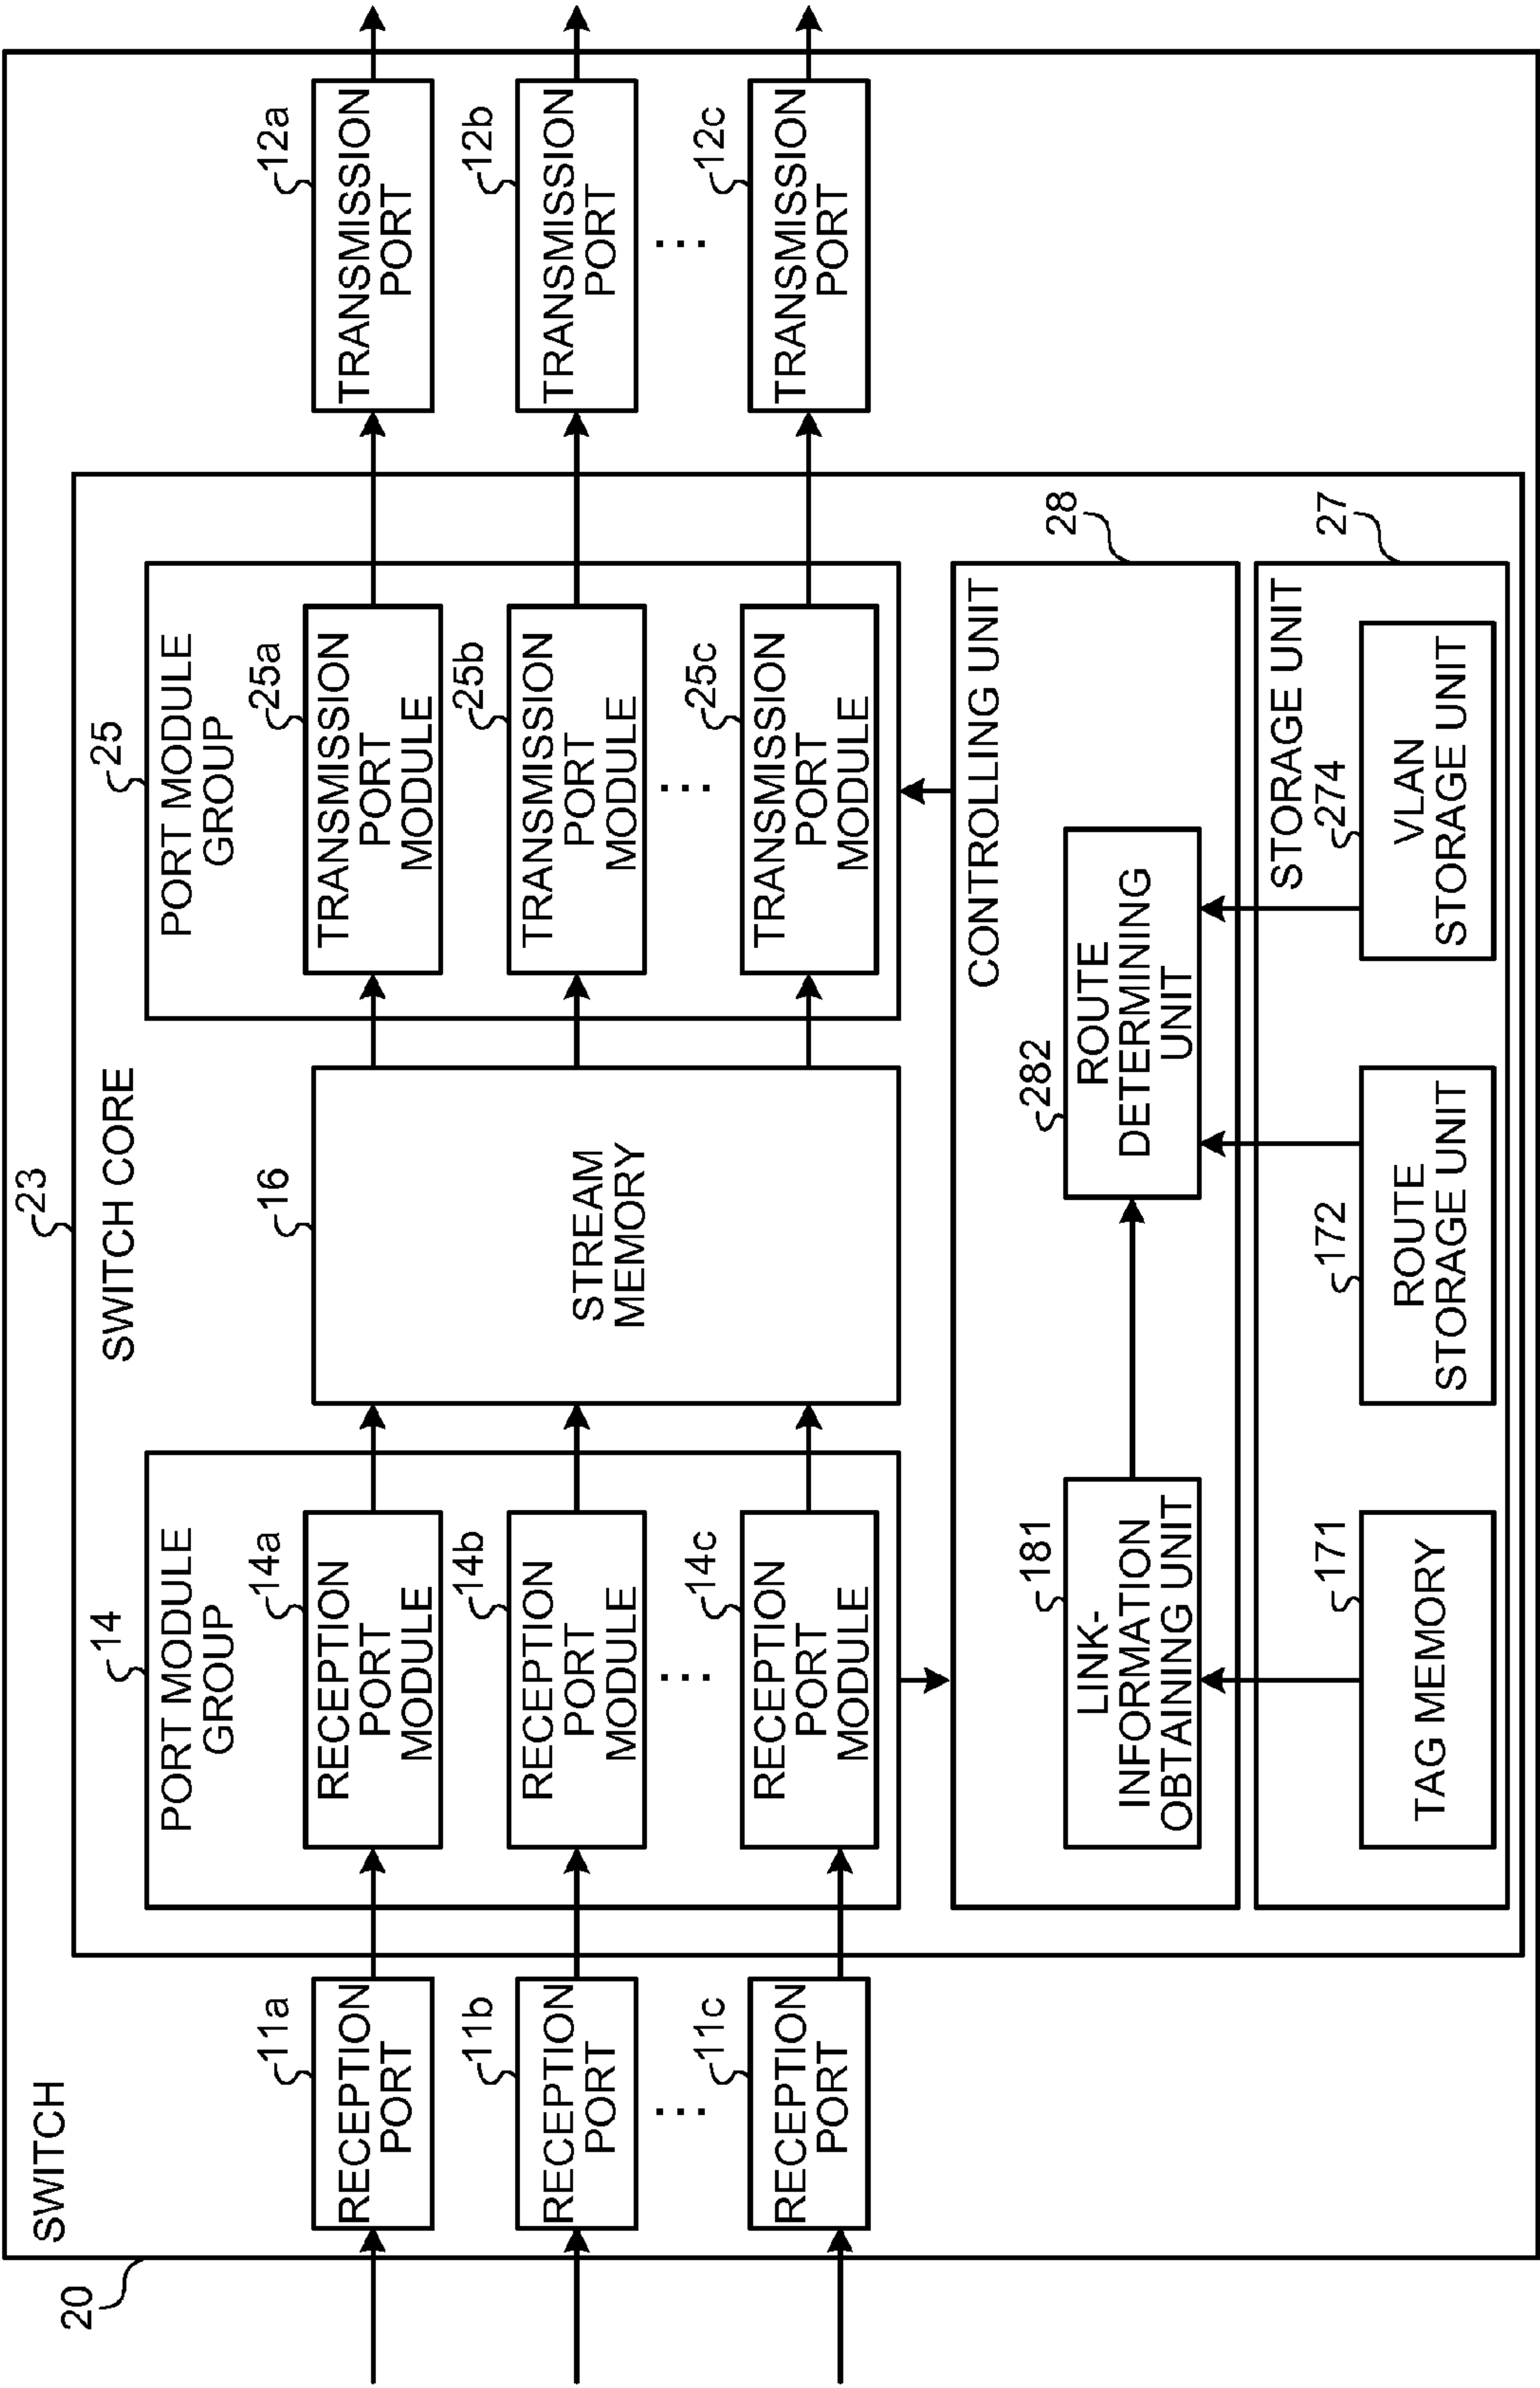 20
SWITCH
23
SWITCH CORE
11a
RECEPTION
PORT
11b
RECEPTION
PORT
...
11c
RECEPTION
PORT
14
PORT MODULE
GROUP
14a
RECEPTION
PORT
MODULE
14b
RECEPTION
PORT
MODULE
...
14c
RECEPTION
PORT
MODULE
16
STREAM
MEMORY
25
PORT MODULE
GROUP
25a
TRANSMISSION
PORT
MODULE
25b
TRANSMISSION
PORT
MODULE
...
25c
TRANSMISSION
PORT
MODULE
12a
TRANSMISSION
PORT
12b
TRANSMISSION
PORT
...
12c
TRANSMISSION
PORT
CONTROLLING UNIT
28
181
LINK-
INFORMATION
OBTAINING UNIT
282
ROUTE
DETERMINING
UNIT
STORAGE UNIT
27
171
TAG MEMORY
172
ROUTE
STORAGE UNIT
274
VLAN
STORAGE UNIT